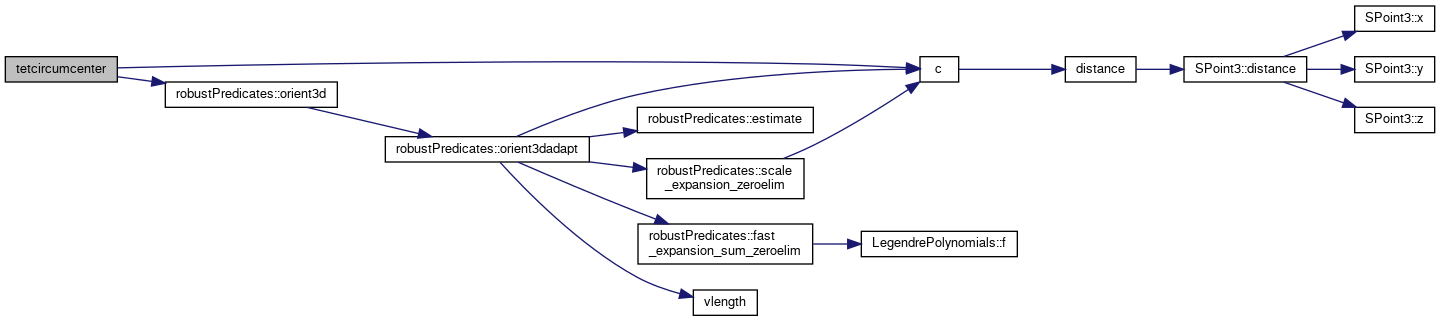 tetcircumcenter
robustPredicates::orient3d
robustPredicates::orient3dadapt
robustPredicates::estimate
robustPredicates::scale
_expansion_zeroelim
robustPredicates::fast
_expansion_sum_zeroelim
vlength
LegendrePolynomials::f
c
distance
SPoint3::distance
SPoint3::x
SPoint3::y
SPoint3::z